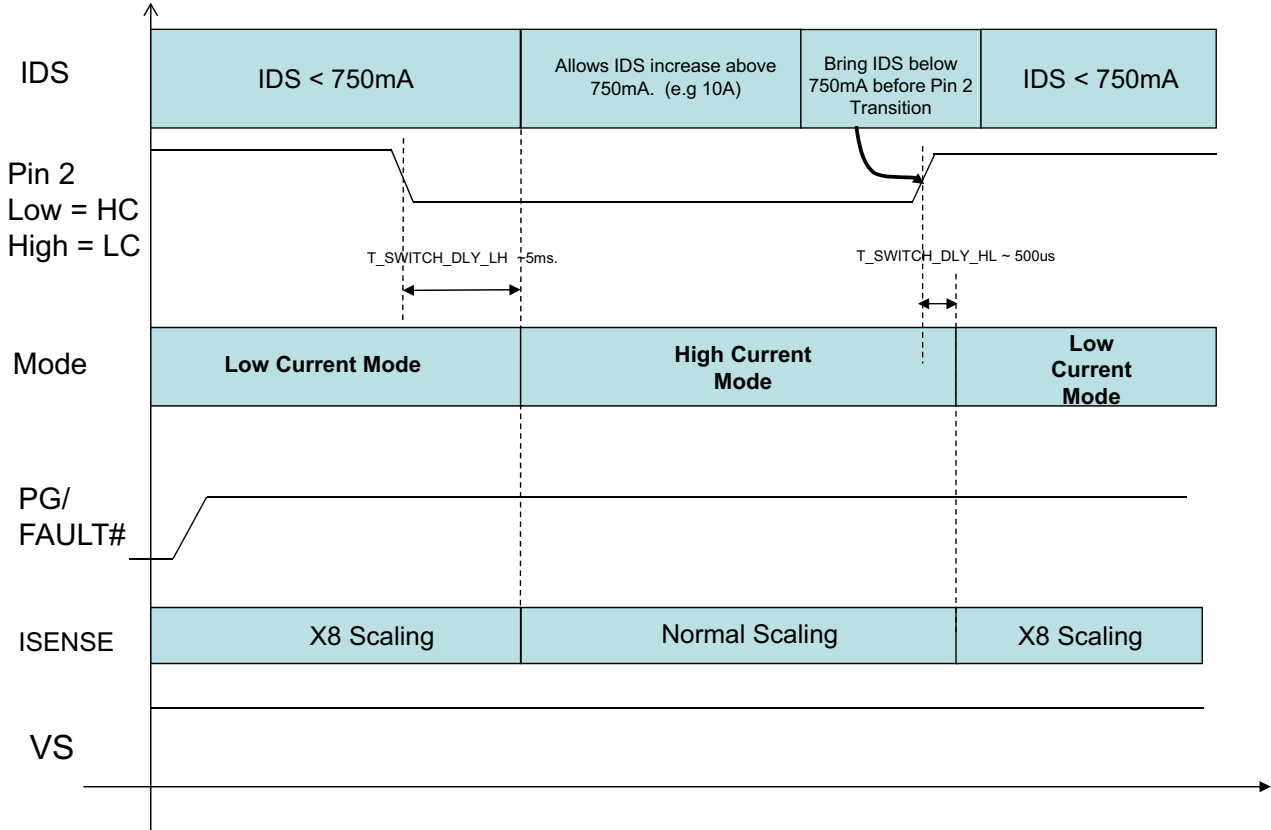 IDS
IDS < 750mA
Allows IDS increase above
750mA.  (e.g 10A)
Bring IDS below
750mA before Pin 2
Transition
IDS < 750mA
Pin 2
Low = HC
High = LC
T_SWITCH_DLY_LH ~5ms.
T_SWITCH_DLY_HL ~ 500us
Mode
Low Current Mode
High Current
Mode
Low
Current
Mode
PG/
FAULT#
ISENSE
X8 Scaling
Normal Scaling
X8 Scaling
VS